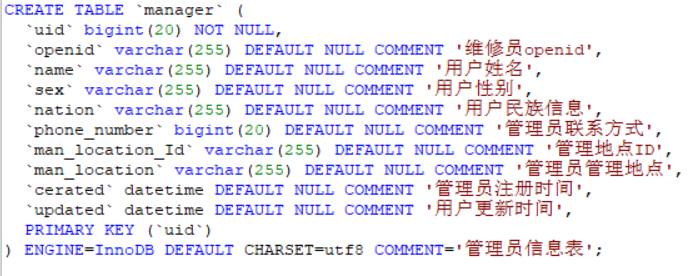 CREATE TABLE `manager` (
`uid` bigint(20) NOT NULL,
`openid` varchar(255) DEFAULT NULL COMMENT '维修员openid',
`name` varchar(255) DEFAULT NULL COMMENT '用户姓名',
`sex` varchar(255) DEFAULT NULL COMMENT '用户性别',
`nation` varchar(255) DEFAULT NULL COMMENT '用户民族信息',
`phone_number` bigint(20) DEFAULT NULL COMMENT '管理员联系方式',
`man_location_Id` varchar(255) DEFAULT NULL COMMENT '管理地点ID',
`man_location` varchar(255) DEFAULT NULL COMMENT '管理员管理地点',
`cerated` datetime DEFAULT NULL COMMENT '管理员注册时间',
`updated` datetime DEFAULT NULL COMMENT '用户更新时间',
PRIMARY KEY (`uid`)
) ENGINE=InnoDB DEFAULT CHARSET=utf8 COMMENT='管理员信息表';